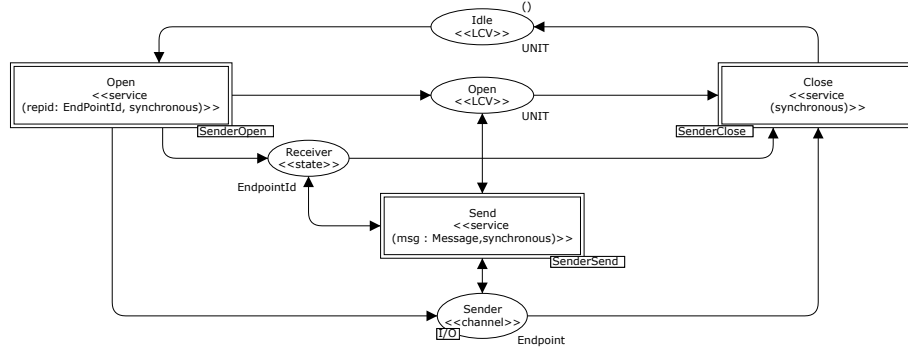 ()
Idle
<<LCV>>
UNIT
Open
<<service
(repid: EndPointId, synchronous)>>
SenderOpen
Open
<<LCV>>
UNIT
Close
<<service
(synchronous)>>
SenderClose
Receiver
<<state>>
EndpointId
Send
<<service
(msg : Message,synchronous)>>
SenderSend
Sender
<<channel>>
I/O
Endpoint